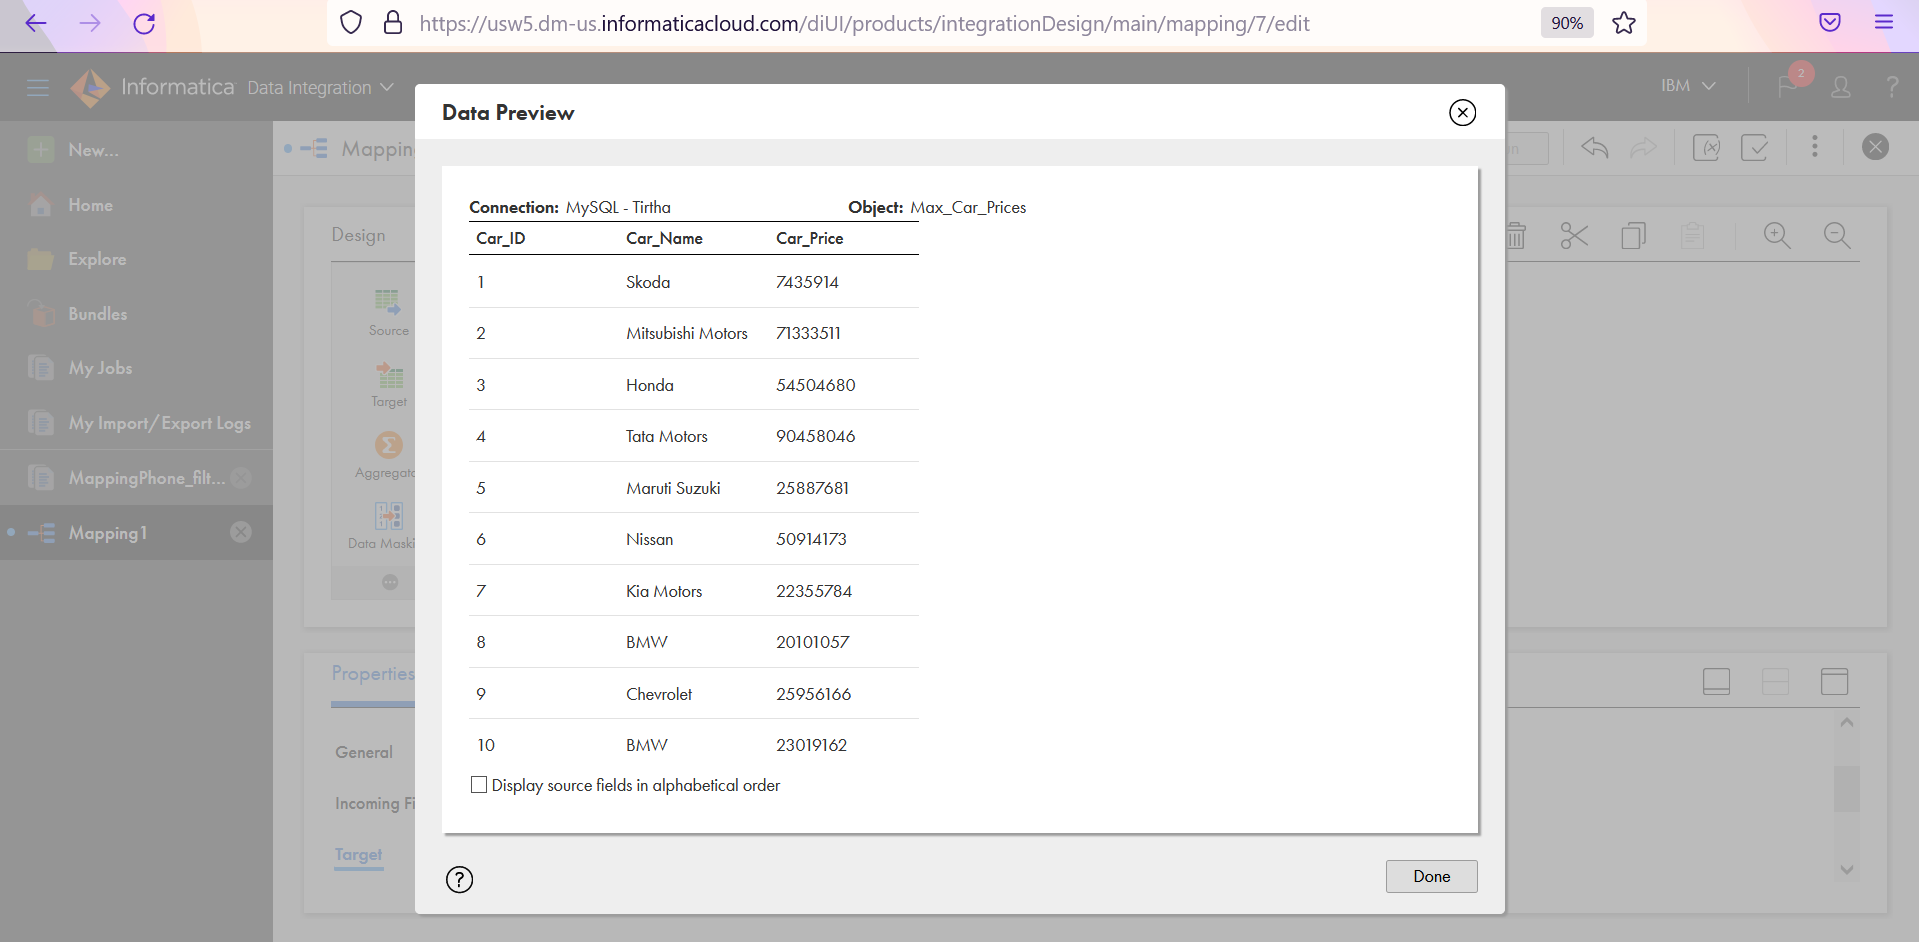 https://usw5.dm-us.informaticacloud.com/diUI/products/integrationDesign/main/mapping/7/edit 90%
Informatica Data Integration IBM 2 ?
New...
Home
Explore
Bundles
My Jobs
My Import/Export Logs
MappingPhone_filt...
Mapping1
Mappin
Design
Source
Target
Aggregato
Data Maski
Properties
General
Incoming Fi
Target
Data Preview
Connection: MySQL - Tirtha Object: Max_Car_Prices
Car_ID Car_Name Car_Price
1 Skoda 7435914
2 Mitsubishi Motors 71333511
3 Honda 54504680
4 Tata Motors 90458046
5 Maruti Suzuki 25887681
6 Nissan 50914173
7 Kia Motors 22355784
8 BMW 20101057
9 Chevrolet 25956166
10 BMW 23019162
Display source fields in alphabetical order
? Done